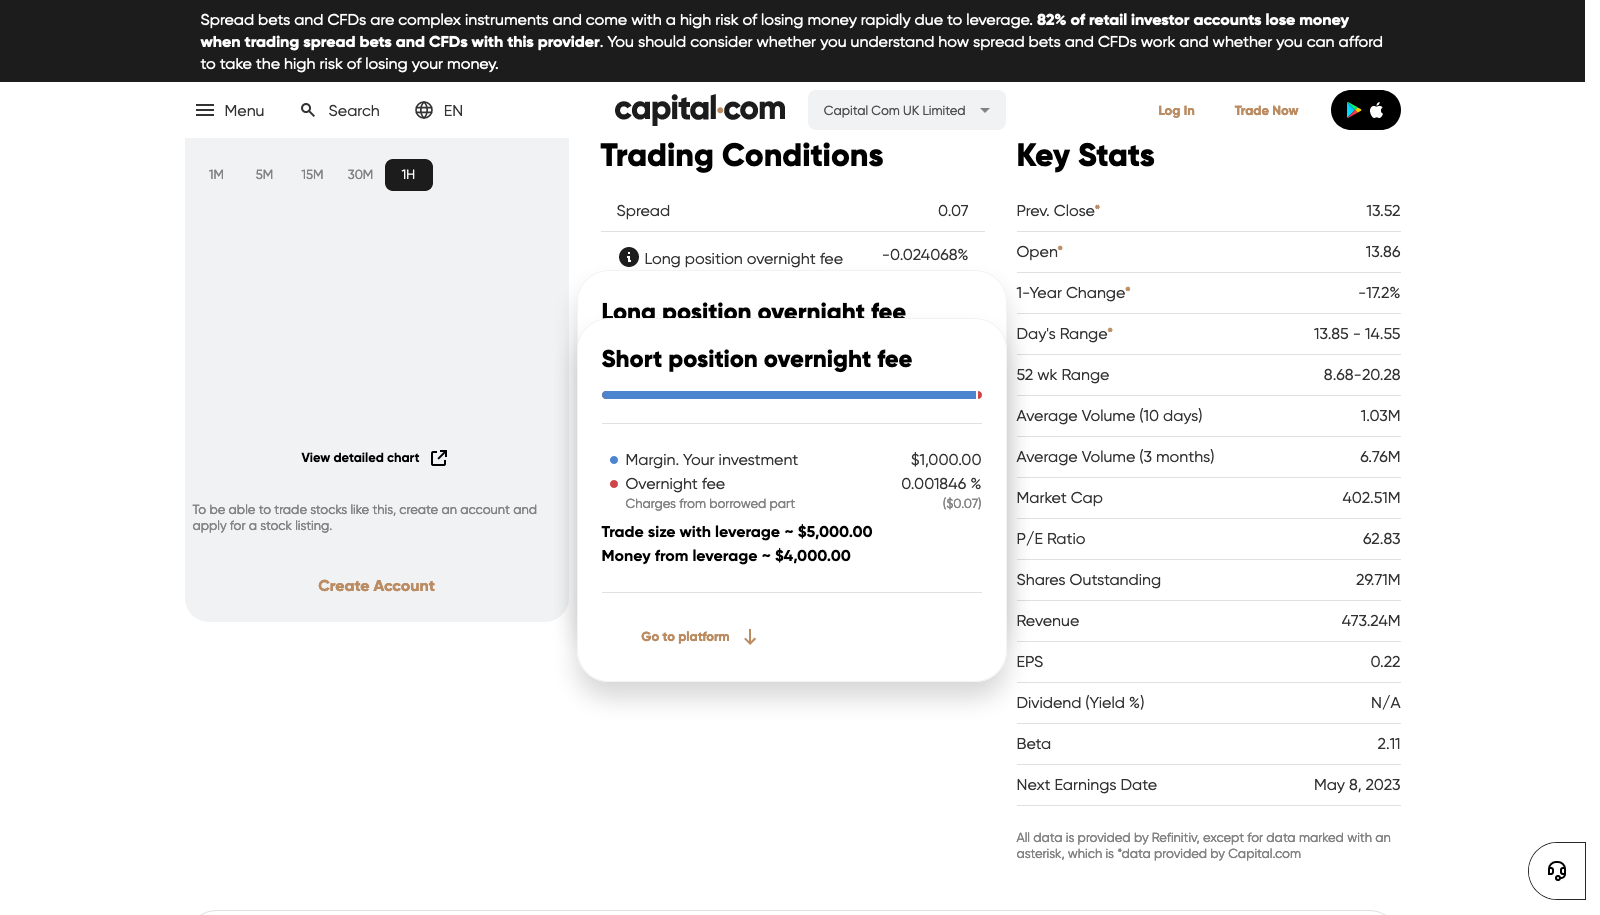 Spread bets and CFDs are complex instruments and come with a high risk of losing money rapidly due to leverage. 82% of retail investor accounts lose money
when trading spread bets and CFDs with this provider. You should consider whether you understand how spread bets and CFDs work and whether you can afford
to take the high risk of losing your money.
Menu Search EN capital.com Capital Com UK Limited Log In Trade Now
1M 5M 15M 30M 1H
View detailed chart
To be able to trade stocks like this, create an account and
apply for a stock listing.
Create Account
Trading Conditions
Spread 0.07
Long position overnight fee -0.024068%
Long position overnight fee
Short position overnight fee
Margin. Your investment $1,000.00
Overnight fee 0.001846 %
Charges from borrowed part ($0.07)
Trade size with leverage ~ $5,000.00
Money from leverage ~ $4,000.00
Go to platform
Key Stats
Prev. Close* 13.52
Open* 13.86
1-Year Change* -17.2%
Day's Range* 13.85 - 14.55
52 wk Range 8.68-20.28
Average Volume (10 days) 1.03M
Average Volume (3 months) 6.76M
Market Cap 402.51M
P/E Ratio 62.83
Shares Outstanding 29.71M
Revenue 473.24M
EPS 0.22
Dividend (Yield %) N/A
Beta 2.11
Next Earnings Date May 8, 2023
All data is provided by Refinitiv, except for data marked with an
asterisk, which is *data provided by Capital.com